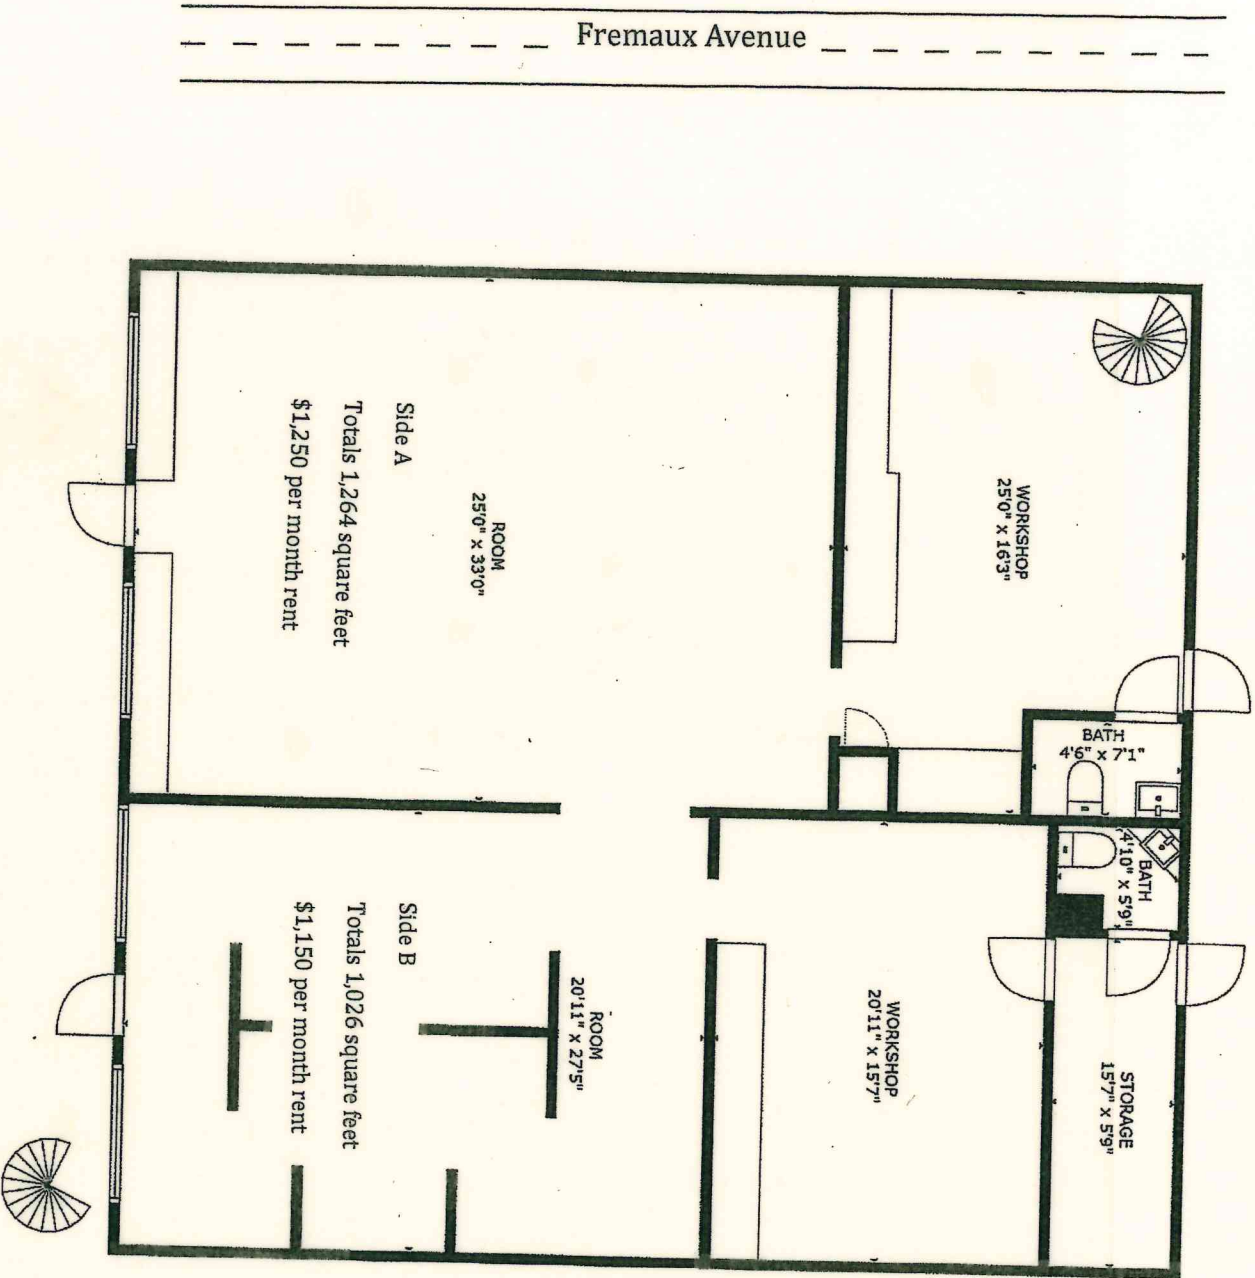 Fremaux Avenue
WORKSHOP
25'0" x 16'3"
BATH
4'6" x 7'1"
ROOM
25'0" x 33'0"
Side A
Totals 1,264 square feet
$1,250 per month rent
BATH
4'10" x 5'9"
STORAGE
15'7" x 5'9"
WORKSHOP
20'11" x 15'7"
ROOM
20'11" x 27'5"
Side B
Totals 1,026 square feet
$1,150 per month rent